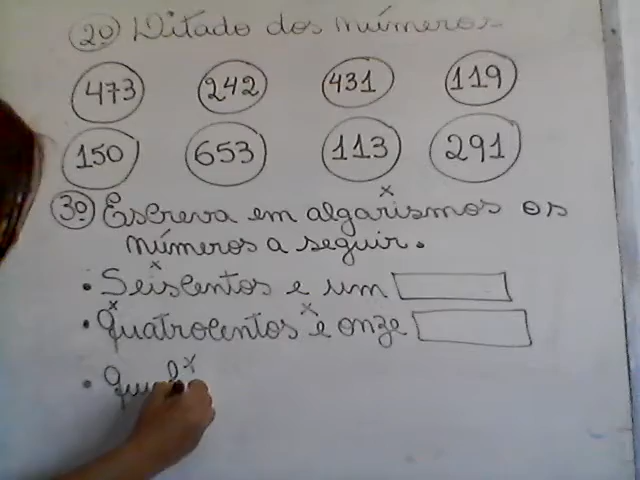 2º) Ditado dos números.
473 242 431 119
150 653 113 291
3º) Escreva em algarismos os
números a seguir.
• Seiscentos e um
• Quatrocentos e onze
•